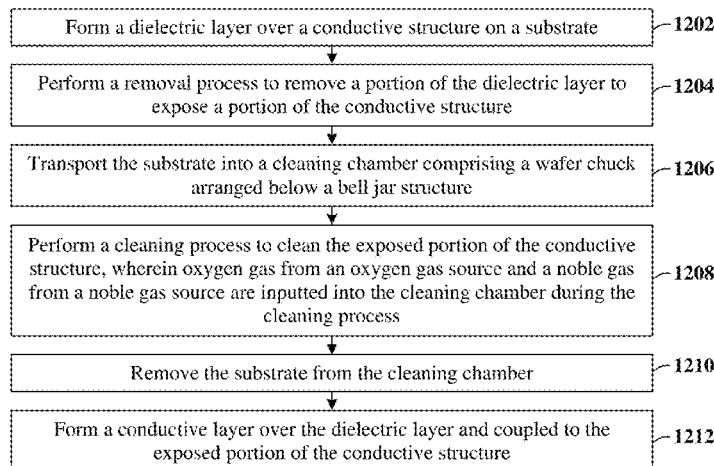 Form a dielectric layer over a conductive structure on a substrate
1202
Perform a removal process to remove a portion of the dielectric layer to
expose a portion of the conductive structure
1204
Transport the substrate into a cleaning chamber comprising a wafer chuck
arranged below a bell jar structure
1206
Perform a cleaning process to clean the exposed portion of the conductive
structure, wherein oxygen gas from an oxygen gas source and a noble gas
from a noble gas source are inputted into the cleaning chamber during the
cleaning process
1208
Remove the substrate from the cleaning chamber
1210
Form a conductive layer over the dielectric layer and coupled to the
exposed portion of the conductive structure
1212